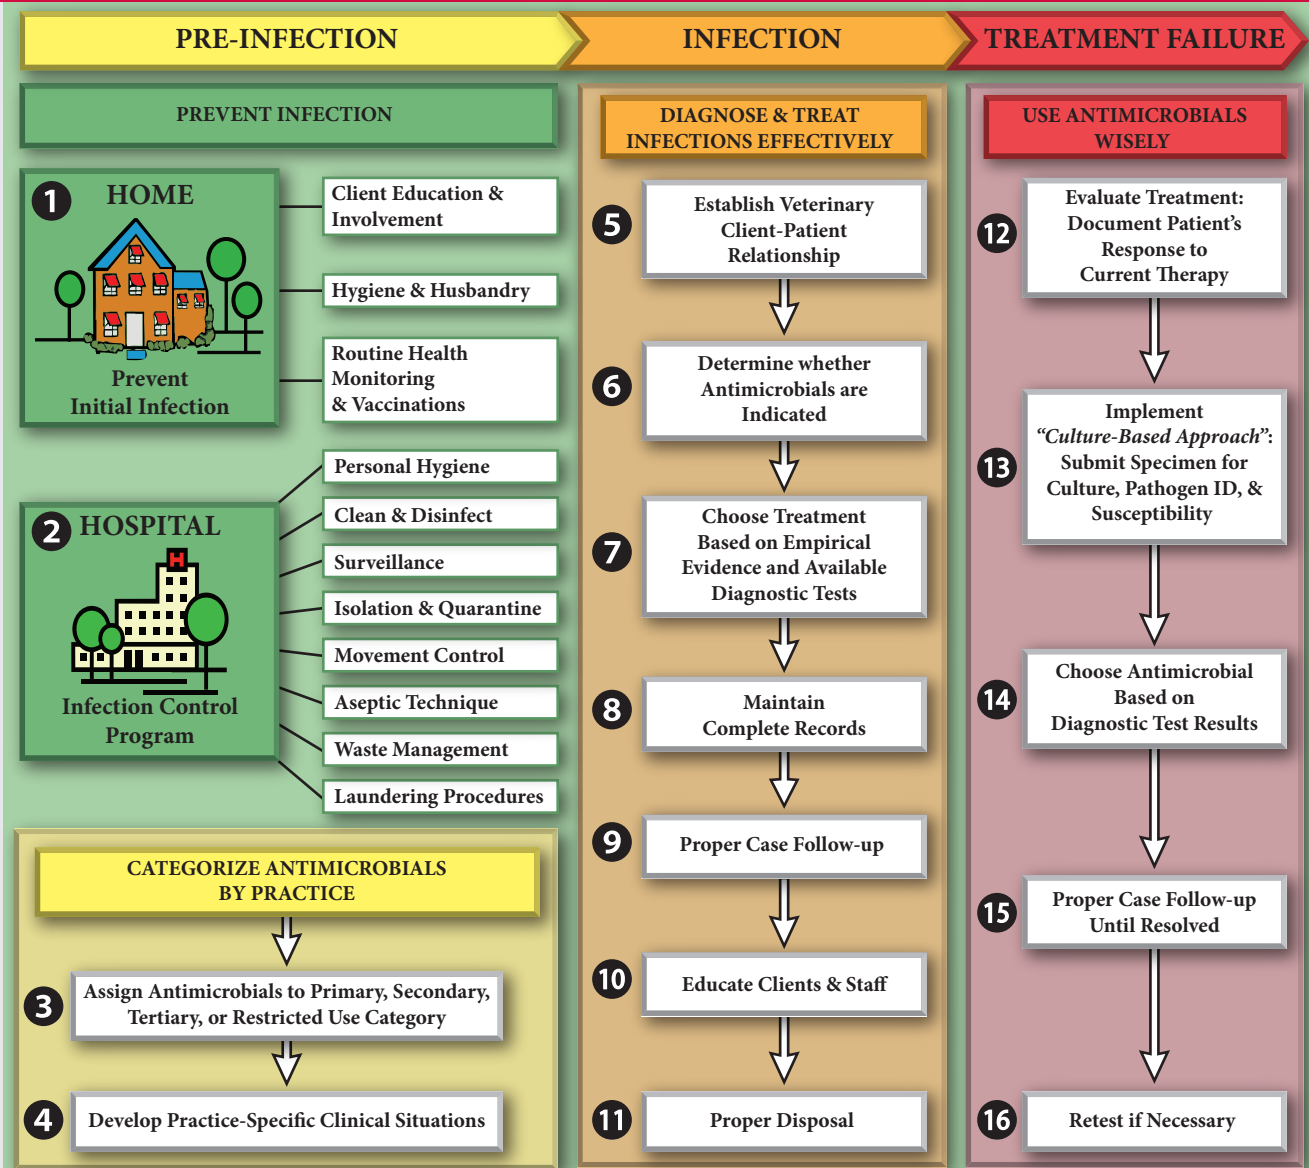 PRE-INFECTION
INFECTION
TREATMENT FAILURE
PREVENT INFECTION
1
HOME
Prevent
Initial Infection
Client Education &
Involvement
Hygiene & Husbandry
Routine Health
Monitoring
& Vaccinations
2
HOSPITAL
H
Infection Control
Program
Personal Hygiene
Clean & Disinfect
Surveillance
Isolation & Quarantine
Movement Control
Aseptic Technique
Waste Management
Laundering Procedures
CATEGORIZE ANTIMICROBIALS
BY PRACTICE
3
Assign Antimicrobials to Primary, Secondary,
Tertiary, or Restricted Use Category
4
Develop Practice-Specific Clinical Situations
DIAGNOSE & TREAT
INFECTIONS EFFECTIVELY
5
Establish Veterinary
Client-Patient
Relationship
6
Determine whether
Antimicrobials are
Indicated
7
Choose Treatment
Based on Empirical
Evidence and Available
Diagnostic Tests
8
Maintain
Complete Records
9
Proper Case Follow-up
10
Educate Clients & Staff
11
Proper Disposal
USE ANTIMICROBIALS
WISELY
12
Evaluate Treatment:
Document Patient's
Response to
Current Therapy
13
Implement
"Culture-Based Approach":
Submit Specimen for
Culture, Pathogen ID, &
Susceptibility
14
Choose Antimicrobial
Based on
Diagnostic Test Results
15
Proper Case Follow-up
Until Resolved
16
Retest if Necessary